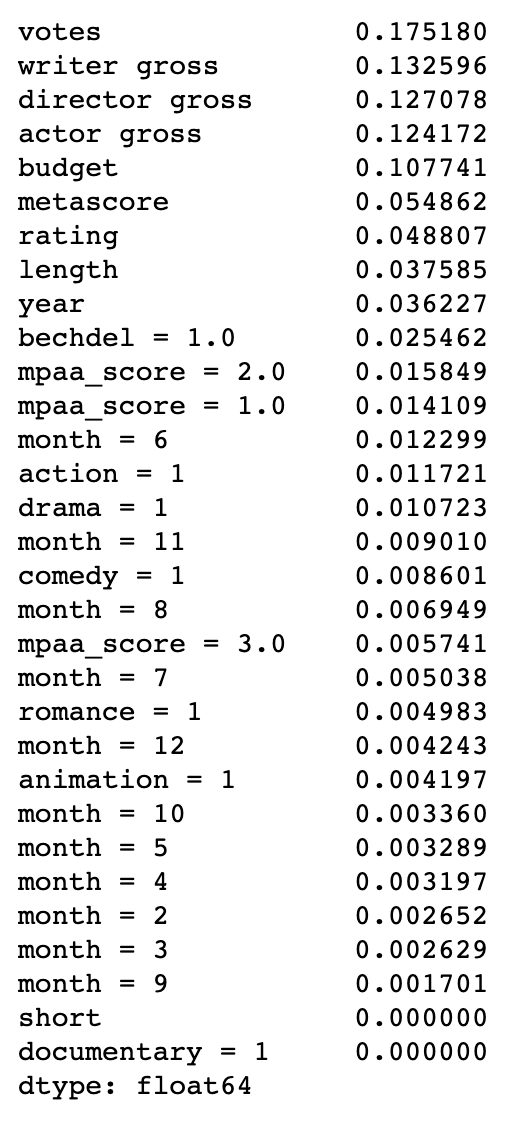 votes 0.175180
writer gross 0.132596
director gross 0.127078
actor gross 0.124172
budget 0.107741
metascore 0.054862
rating 0.048807
length 0.037585
year 0.036227
bechdel = 1.0 0.025462
mpaa_score = 2.0 0.015849
mpaa_score = 1.0 0.014109
month = 6 0.012299
action = 1 0.011721
drama = 1 0.010723
month = 11 0.009010
comedy = 1 0.008601
month = 8 0.006949
mpaa_score = 3.0 0.005741
month = 7 0.005038
romance = 1 0.004983
month = 12 0.004243
animation = 1 0.004197
month = 10 0.003360
month = 5 0.003289
month = 4 0.003197
month = 2 0.002652
month = 3 0.002629
month = 9 0.001701
short 0.000000
documentary = 1 0.000000
dtype: float64